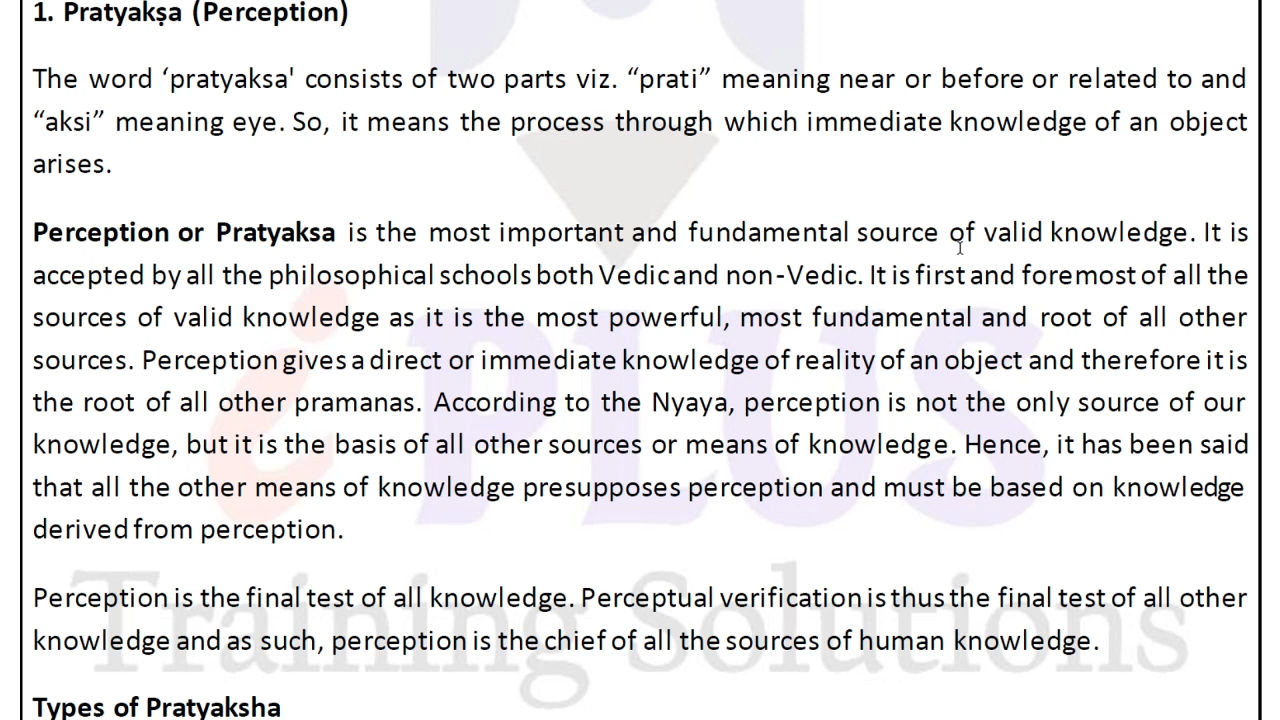 1. Pratyakṣa (Perception)
The word ‘pratyaksa' consists of two parts viz. “prati” meaning near or before or related to and
“aksi” meaning eye. So, it means the process through which immediate knowledge of an object
arises.
Perception or Pratyaksa is the most important and fundamental source of valid knowledge. It is
accepted by all the philosophical schools both Vedic and non-Vedic. It is first and foremost of all the
sources of valid knowledge as it is the most powerful, most fundamental and root of all other
sources. Perception gives a direct or immediate knowledge of reality of an object and therefore it is
the root of all other pramanas. According to the Nyaya, perception is not the only source of our
knowledge, but it is the basis of all other sources or means of knowledge. Hence, it has been said
that all the other means of knowledge presupposes perception and must be based on knowledge
derived from perception.
Perception is the final test of all knowledge. Perceptual verification is thus the final test of all other
knowledge and as such, perception is the chief of all the sources of human knowledge.
Types of Pratyaksha
i PLUS
Training Solutions